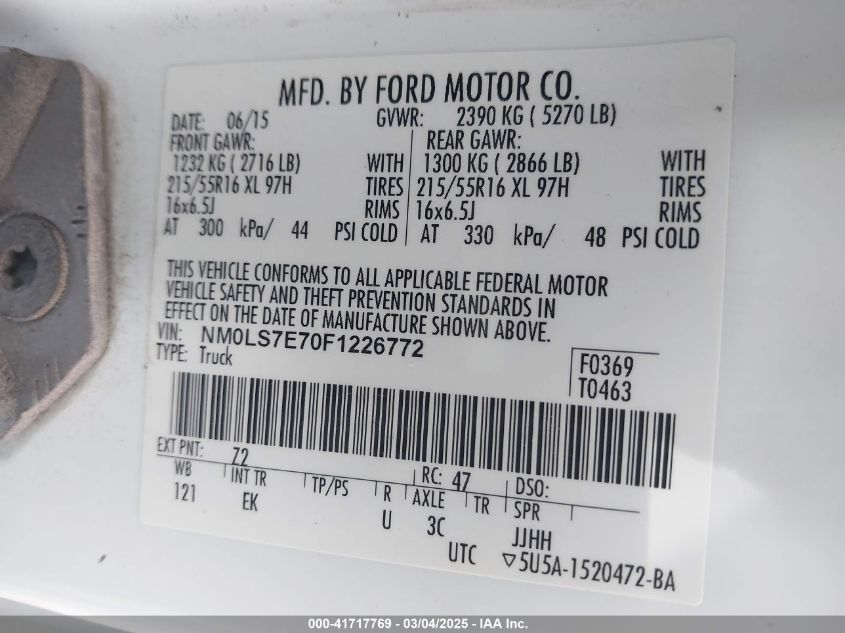 MFD. BY FORD MOTOR CO.
DATE: 06/15 GVWR: 2390 KG ( 5270 LB)
FRONT GAWR: REAR GAWR:
1232 KG ( 2716 LB) WITH 1300 KG ( 2866 LB) WITH
215/55R16 XL 97H TIRES 215/55R16 XL 97H TIRES
16x6.5J RIMS 16x6.5J RIMS
AT 300 kPa/ 44 PSI COLD AT 330 kPa/ 48 PSI COLD
THIS VEHICLE CONFORMS TO ALL APPLICABLE FEDERAL MOTOR
VEHICLE SAFETY AND THEFT PREVENTION STANDARDS IN
EFFECT ON THE DATE OF MANUFACTURE SHOWN ABOVE.
VIN: NM0LS7E70F1226772
TYPE: Truck
F0369
T0463
EXT PNT: Z2 RC: 47 DSO:
WB INT TR TP/PS R AXLE TR SPR
121 EK U 3C JJHH
UTC ▽5U5A-1520472-BA
000-41717769 - 03/04/2025 - IAA Inc.